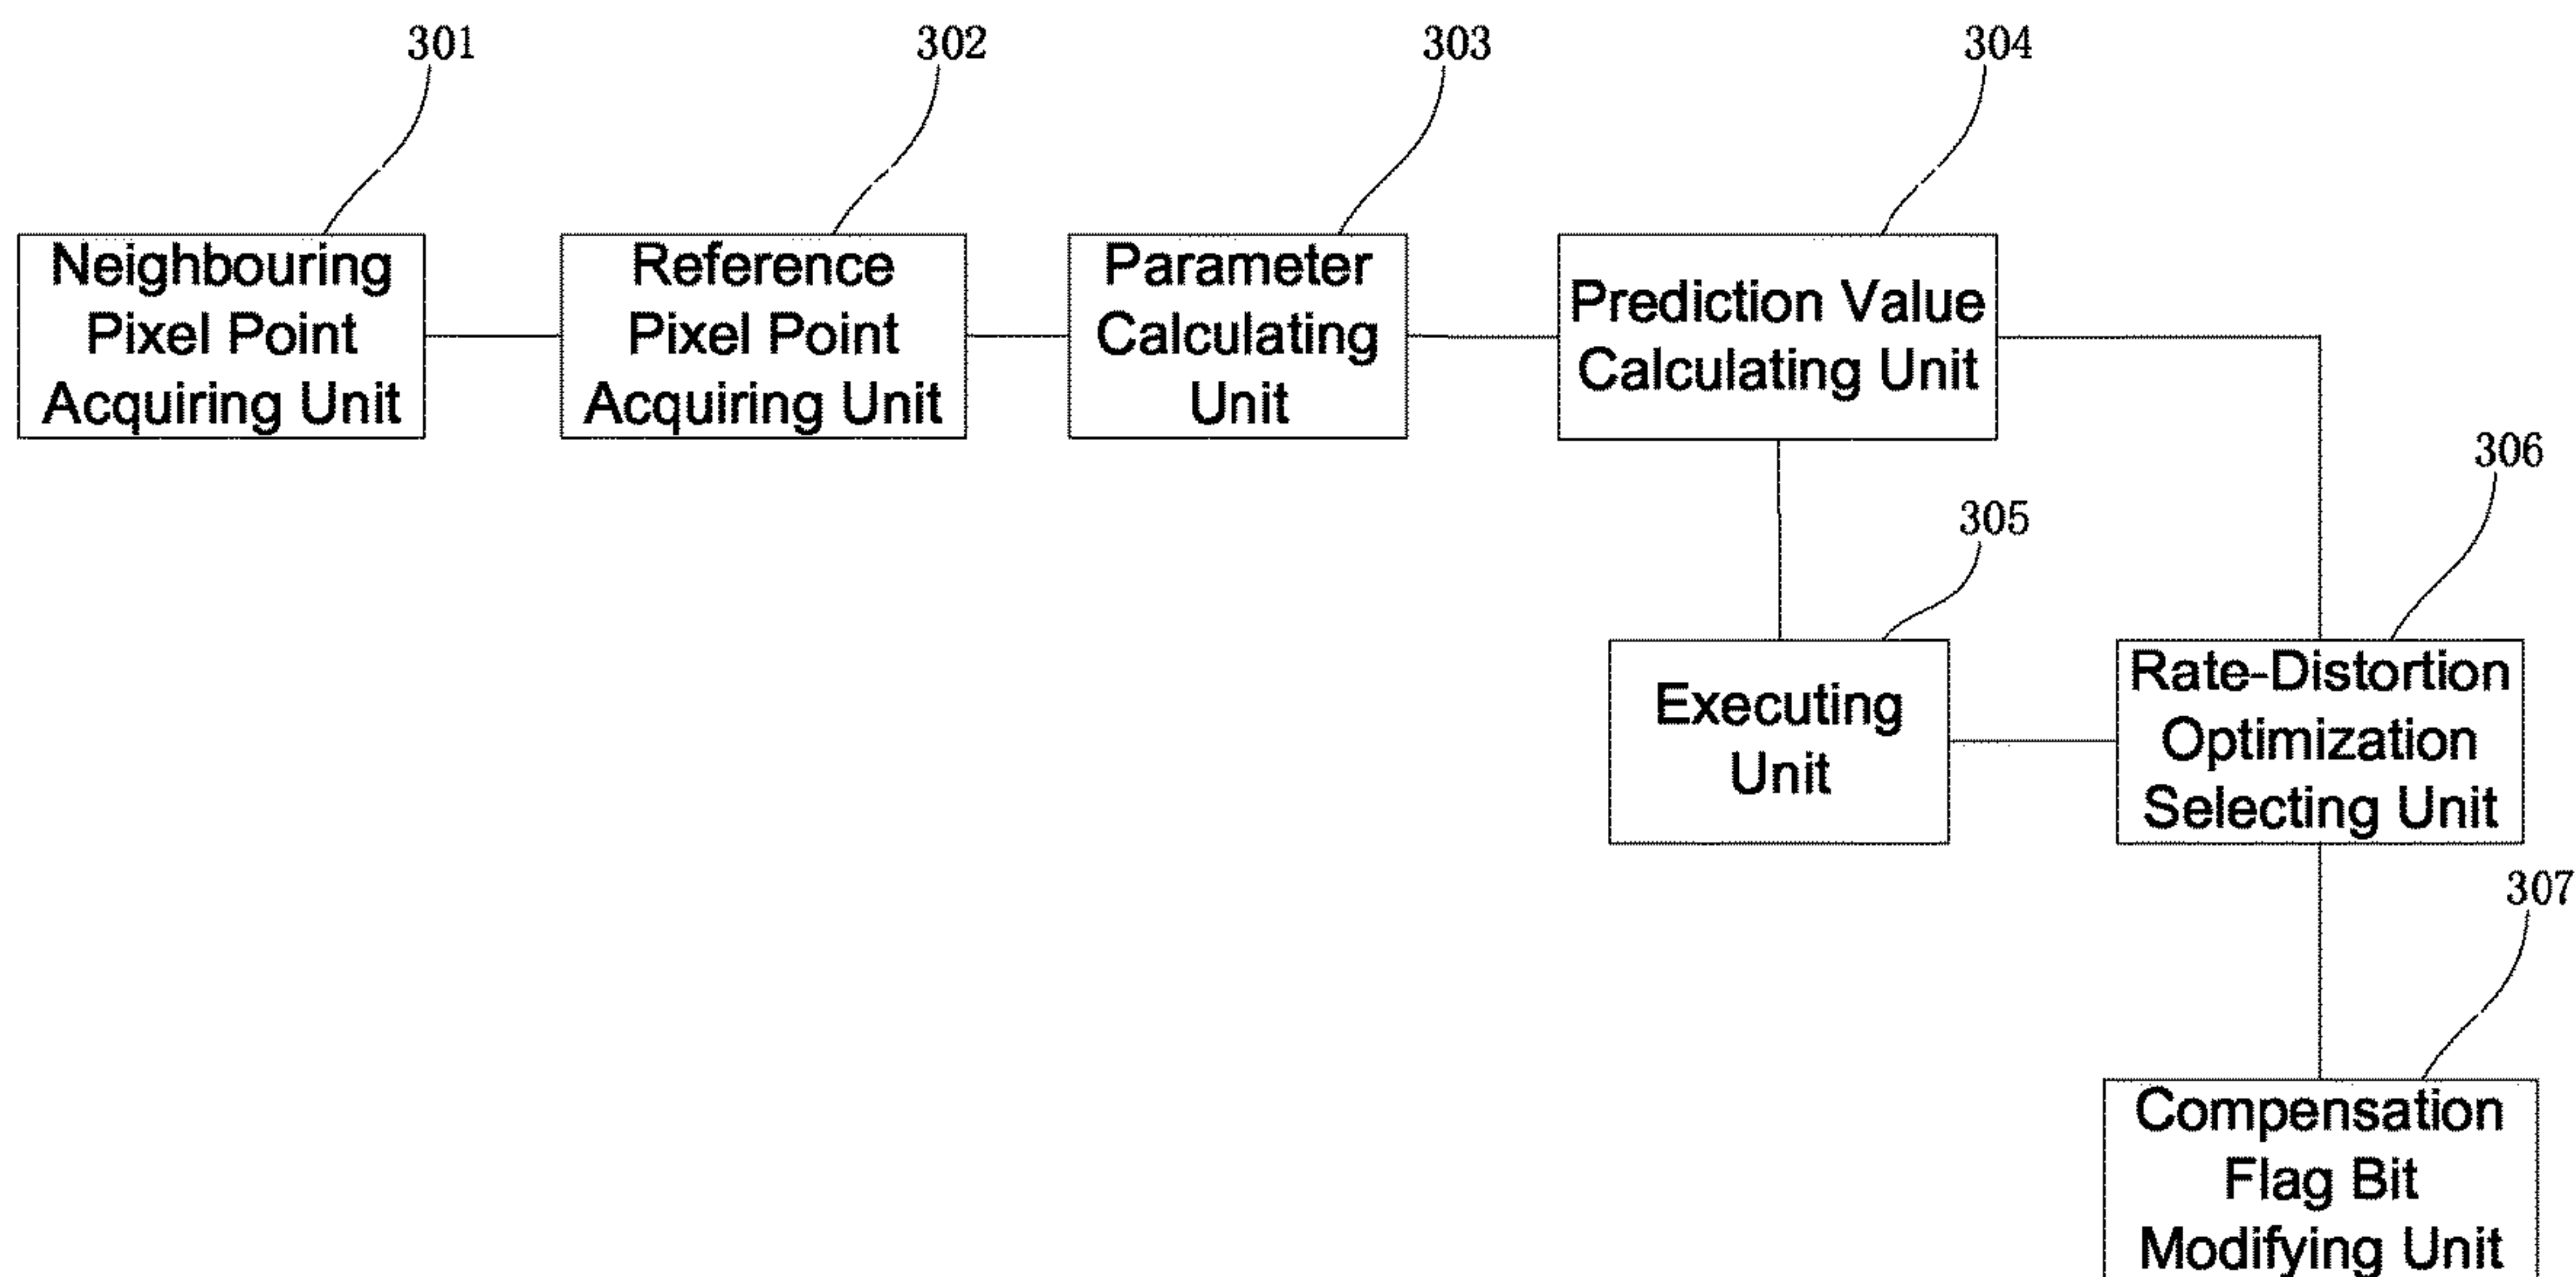 301
302
303
304
Neighbouring
Pixel Point
Acquiring Unit
Reference
Pixel Point
Acquiring Unit
Parameter
Calculating
Unit
Prediction Value
Calculating Unit
305
306
Executing
Unit
Rate-Distortion
Optimization
Selecting Unit
307
Compensation
Flag Bit
Modifying Unit